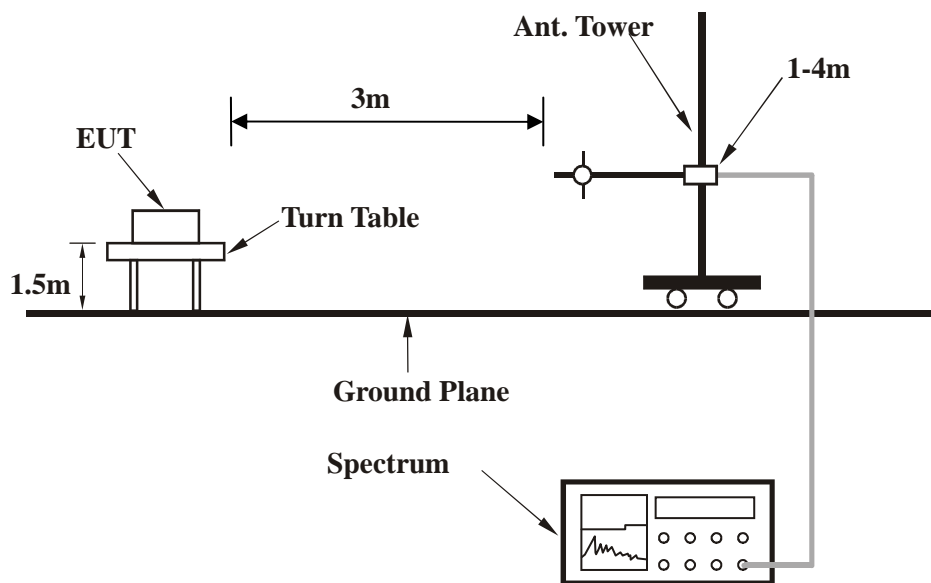 Ant. Tower
1-4m
3m
EUT
Turn Table
1.5m
Ground Plane
Spectrum